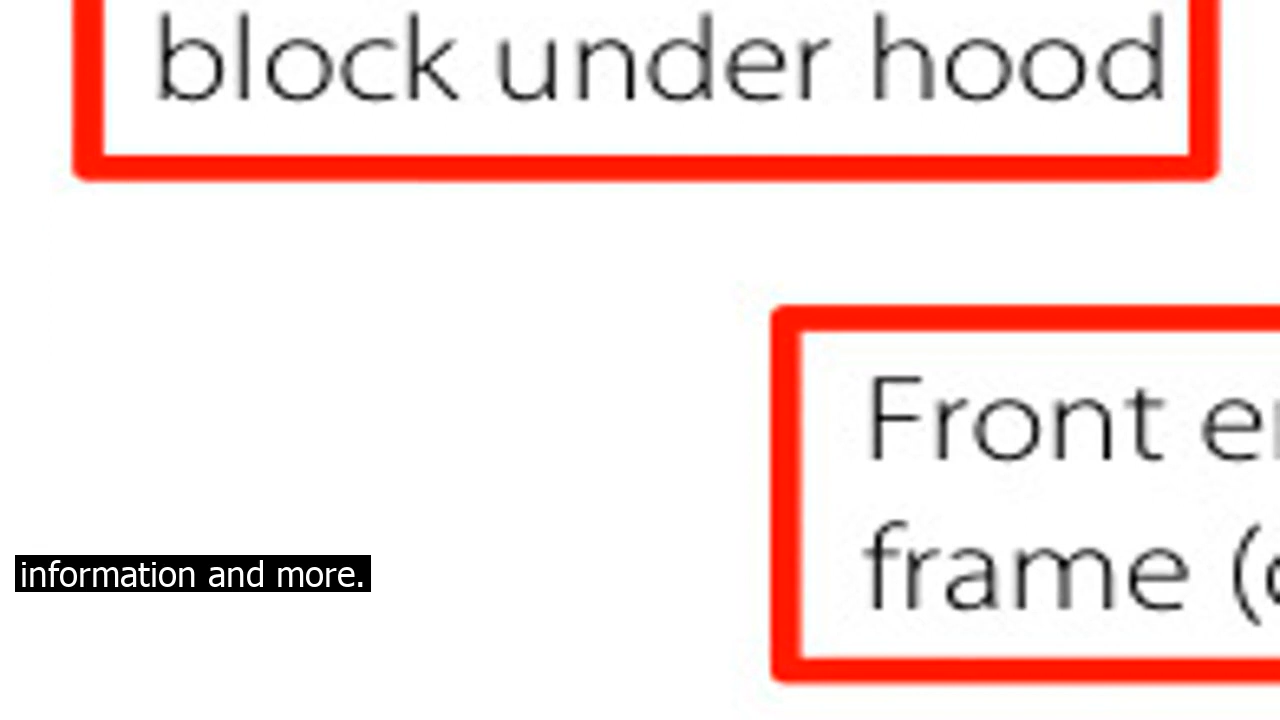 block under hood
Front
frame
information and more.